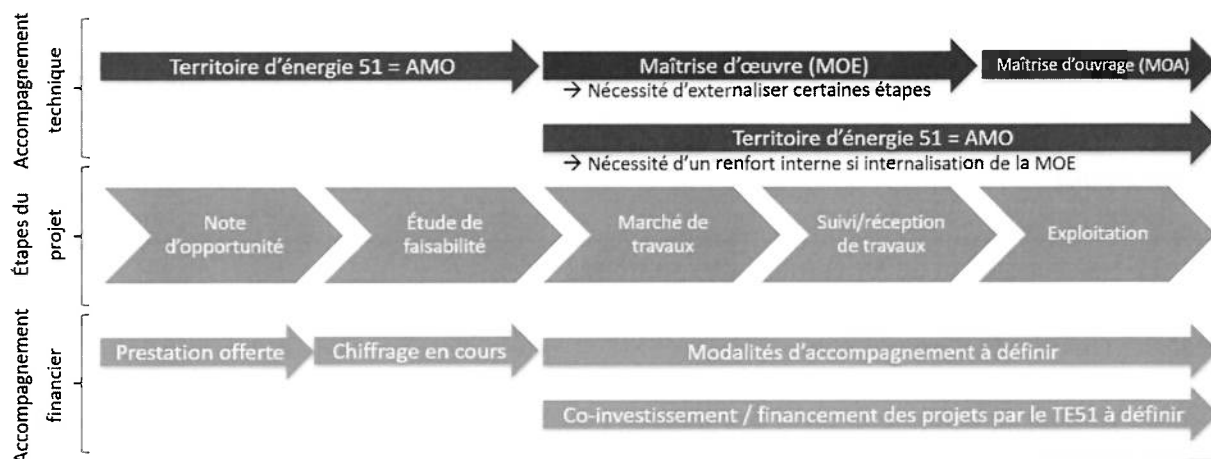 Accompagnement
technique
Territoire d'énergie 51 = AMO
Maîtrise d'œuvre (MOE)
Maîtrise d'ouvrage (MOA)
→ Nécessité d'externaliser certaines étapes
Territoire d'énergie 51 = AMO
→ Nécessité d'un renfort interne si internalisation de la MOE
Étapes du
projet
Note
d'opportunité
Étude de
faisabilité
Marché de
travaux
Suivi/réception
de travaux
Exploitation
Accompagnement
financier
Prestation offerte
Chiffrage en cours
Modalités d'accompagnement à définir
Co-investissement / financement des projets par le TE51 à définir